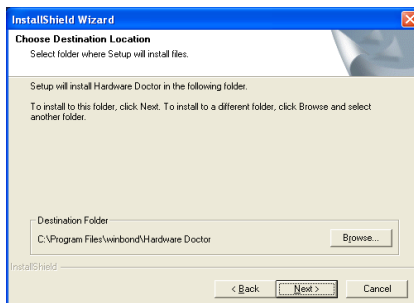 InstallShield Wizard
Choose Destination Location
Select folder where Setup will install files.
Setup will install Hardware Doctor in the following folder.
To install to this folder, click Next. To install to a different folder, click Browse and select
another folder.
Destination Folder
C:\Program Files\winbond\Hardware Doctor
Browse...
InstallShield
< Back
Next >
Cancel